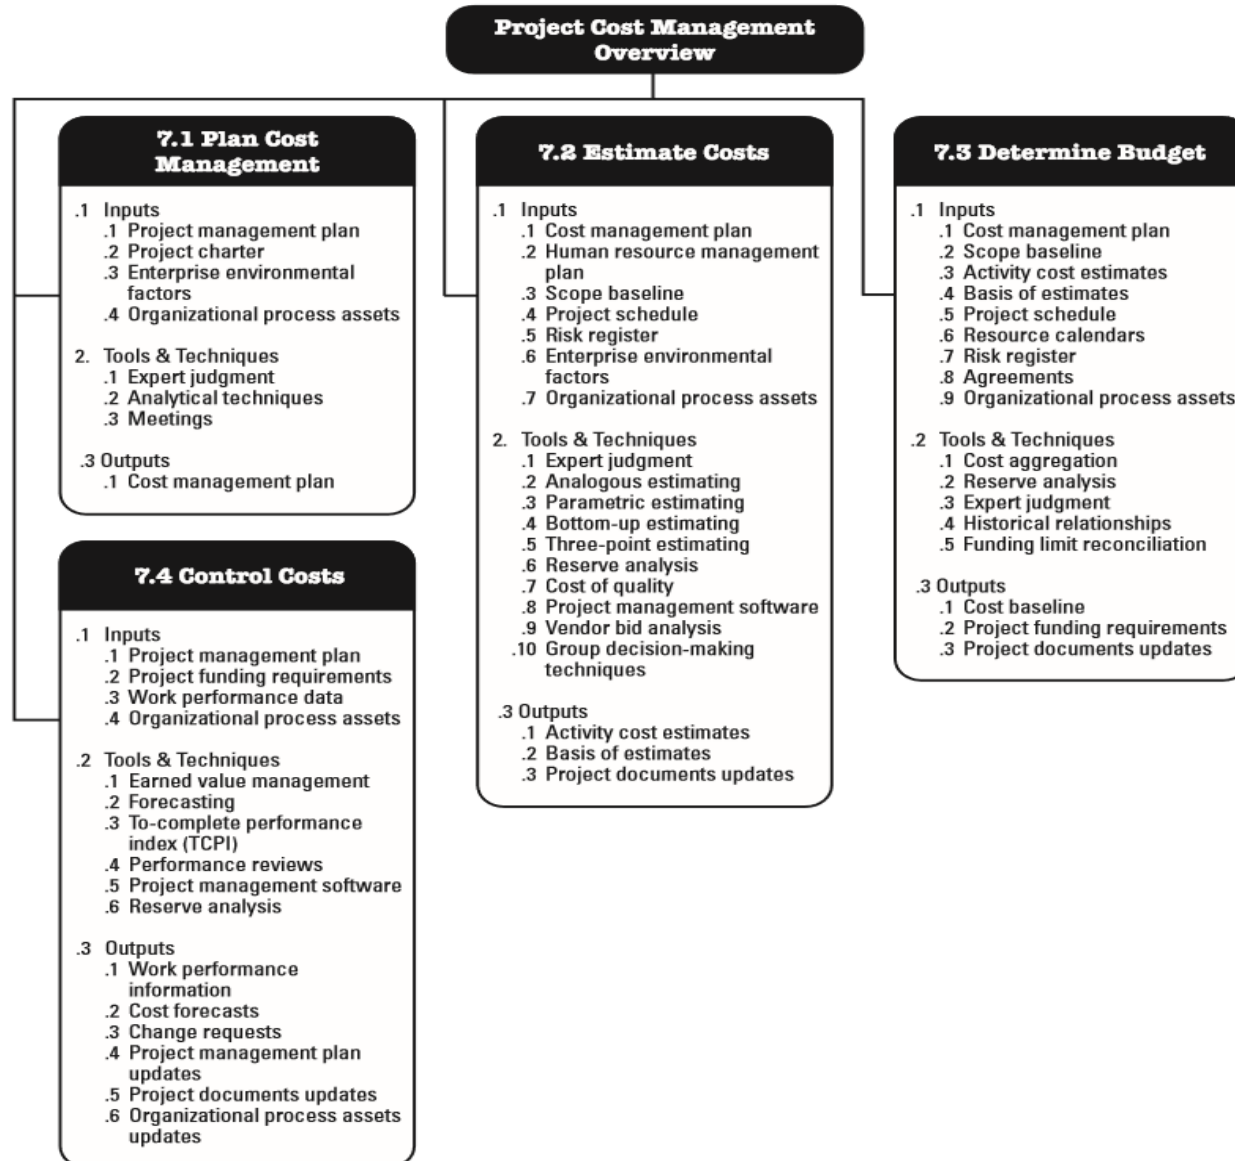 Project Cost Management
Overview
7.1 Plan Cost
Management
.1 Inputs
.1 Project management plan
.2 Project charter
.3 Enterprise environmental
factors
.4 Organizational process assets
2. Tools & Techniques
.1 Expert judgment
.2 Analytical techniques
.3 Meetings
.3 Outputs
.1 Cost management plan
7.2 Estimate Costs
.1 Inputs
.1 Cost management plan
.2 Human resource management
plan
.3 Scope baseline
.4 Project schedule
.5 Risk register
.6 Enterprise environmental
factors
.7 Organizational process assets
2. Tools & Techniques
.1 Expert judgment
.2 Analogous estimating
.3 Parametric estimating
.4 Bottom-up estimating
.5 Three-point estimating
.6 Reserve analysis
.7 Cost of quality
.8 Project management software
.9 Vendor bid analysis
.10 Group decision-making
techniques
.3 Outputs
.1 Activity cost estimates
.2 Basis of estimates
.3 Project documents updates
7.3 Determine Budget
.1 Inputs
.1 Cost management plan
.2 Scope baseline
.3 Activity cost estimates
.4 Basis of estimates
.5 Project schedule
.6 Resource calendars
.7 Risk register
.8 Agreements
.9 Organizational process assets
.2 Tools & Techniques
.1 Cost aggregation
.2 Reserve analysis
.3 Expert judgment
.4 Historical relationships
.5 Funding limit reconciliation
.3 Outputs
.1 Cost baseline
.2 Project funding requirements
.3 Project documents updates
7.4 Control Costs
.1 Inputs
.1 Project management plan
.2 Project funding requirements
.3 Work performance data
.4 Organizational process assets
.2 Tools & Techniques
.1 Earned value management
.2 Forecasting
.3 To-complete performance
index (TCPI)
.4 Performance reviews
.5 Project management software
.6 Reserve analysis
.3 Outputs
.1 Work performance
information
.2 Cost forecasts
.3 Change requests
.4 Project management plan
updates
.5 Project documents updates
.6 Organizational process assets
updates